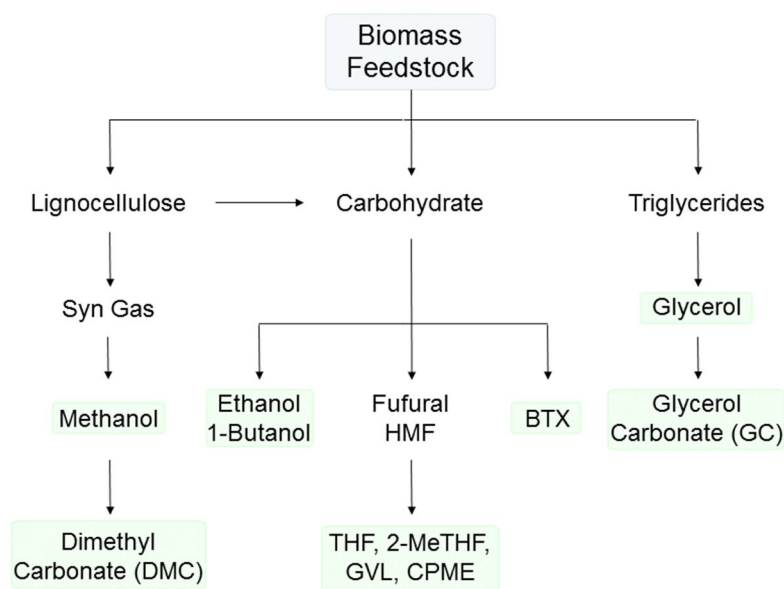 Biomass
Feedstock
Lignocellulose
Carbohydrate
Triglycerides
Syn Gas
Glycerol
Methanol
Ethanol
1-Butanol
Fufural
HMF
BTX
Glycerol
Carbonate (GC)
Dimethyl
Carbonate (DMC)
THF, 2-MeTHF,
GVL, CPME